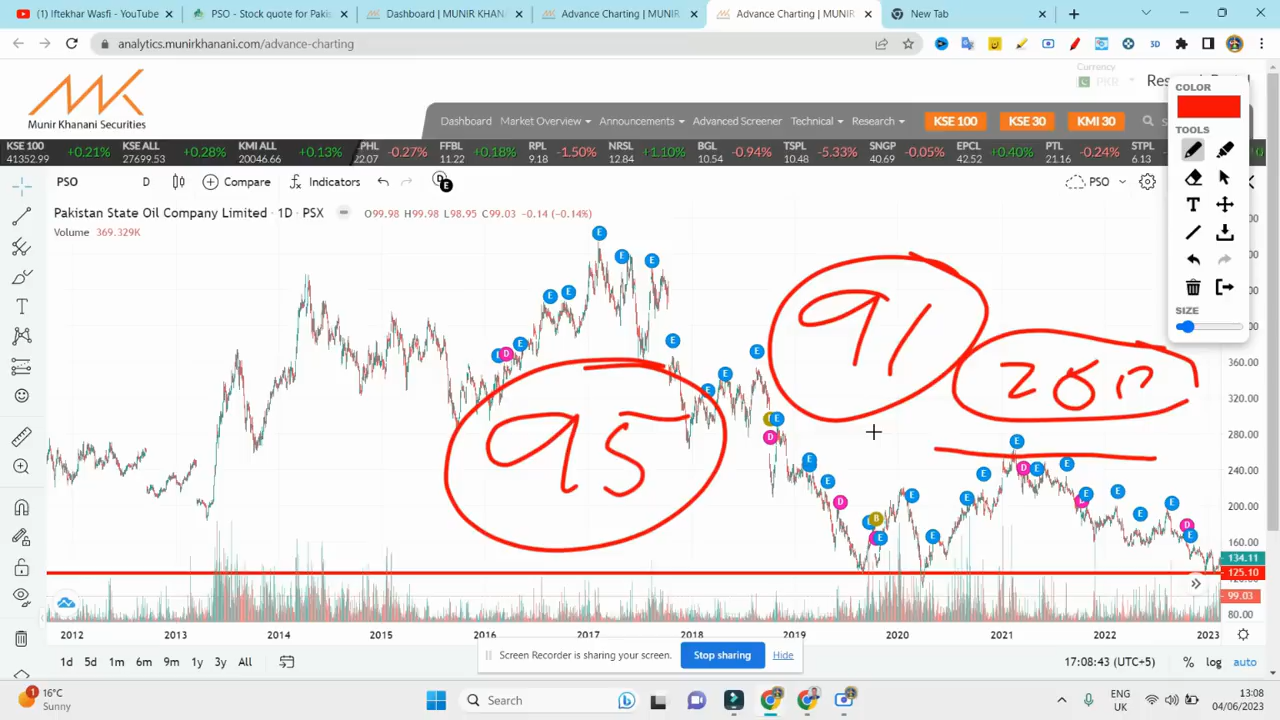 Iftekhar Wasfi - YouTube
PSO - Stock quote for Pakis
Dashboard | MUNIR KHAN
Advance Charting | MUNIR
Advance Charting | MUNIR
New Tab
analytics.munirkhanani.com/advance-charting
Munir Khanani Securities
Currency
PKR
Dashboard Market Overview Announcements Advanced Screener Technical Research KSE 100 KSE 30 KMI 30
KSE 100 41352.99 +0.21%
KSE ALL 27699.53 +0.28%
KMI ALL 20046.66 +0.13%
PHL 22.07 -0.27%
FFBL 11.22 +0.18%
RPL 9.18 -1.50%
NRSL 12.84 +1.10%
BGL 10.54 -0.94%
TSPL 10.48 -5.33%
SNGP 40.69 -0.05%
EPCL 42.52 +0.40%
PTL 21.16 -0.24%
STPL 6.13
PSO D Compare Indicators PSO
Pakistan State Oil Company Limited · 1D · PSX O99.98 H99.98 L98.95 C99.03 -0.14 (-0.14%)
Volume 369.329K
COLOR
TOOLS
SIZE
91
95
360.00
320.00
280.00
240.00
200.00
160.00
134.11
125.10
99.03
80.00
2012 2013 2014 2015 2016 2017 2018 2019 2020 2021 2022 2023
1d 5d 1m 6m 9m 1y 3y All
17:08:43 (UTC+5) % log auto
Screen Recorder is sharing your screen. Stop sharing Hide
16°C
Sunny
Search
ENG
UK
13:08
04/06/2023